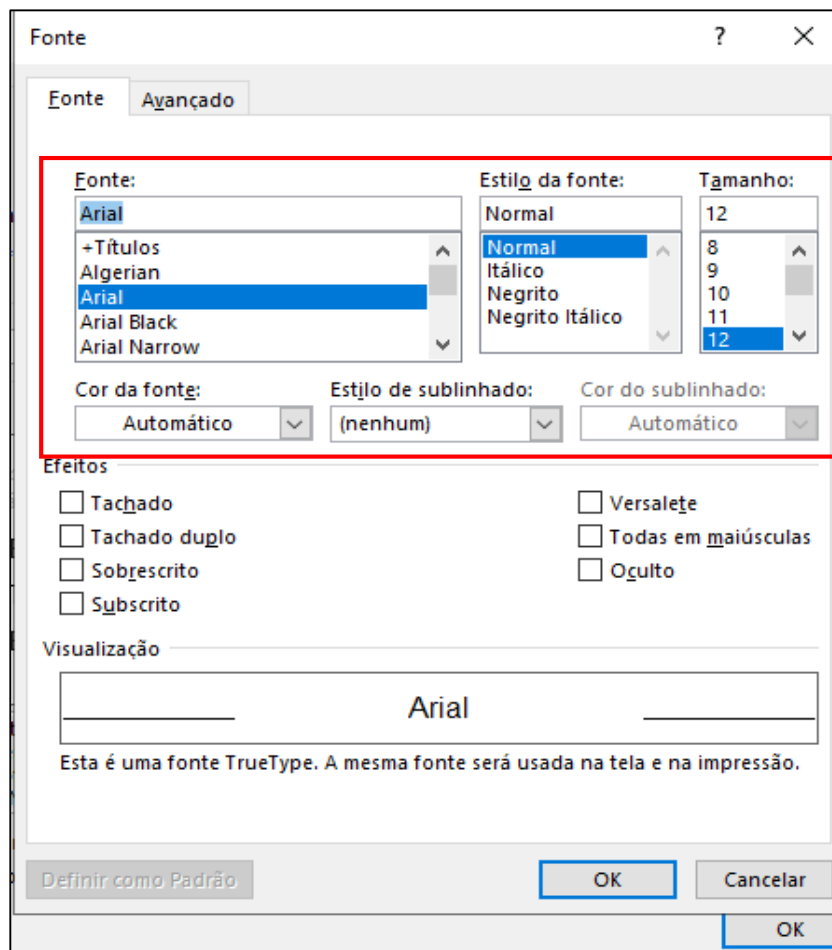 Fonte ? ×
Fonte Avançado
Fonte: Estilo da fonte: Tamanho:
Arial Normal 12
+Títulos Normal 8
Algerian Itálico 9
Arial Negrito 10
Arial Black Negrito Itálico 11
Arial Narrow 12
Cor da fonte: Estilo de sublinhado: Cor do sublinhado:
Automático (nenhum) Automático
Efeitos
Tachado Versalete
Tachado duplo Todas em maiúsculas
Sobrescrito Oculto
Subscrito
Visualização
Arial
Esta é uma fonte TrueType. A mesma fonte será usada na tela e na impressão.
Definir como Padrão OK Cancelar
OK